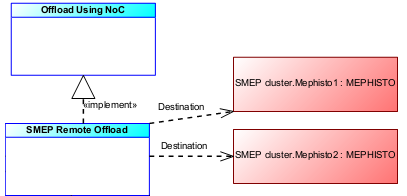 Offload Using NoC
«implement»
SMEP Remote Offload
Destination
SMEP cluster.Mephisto1 : MEPHISTO
Destination
SMEP cluster.Mephisto2 : MEPHISTO